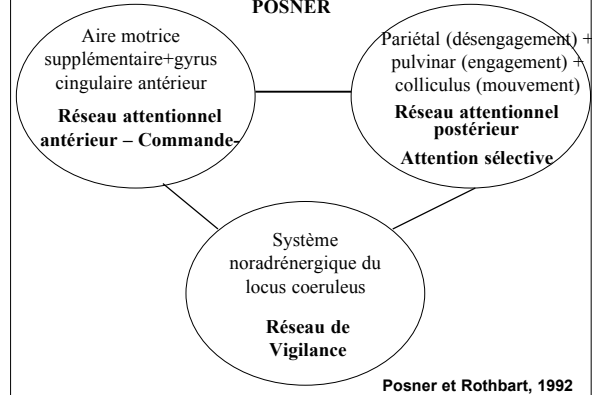 POSNER
Aire motrice
supplémentaire+gyrus
cingulaire antérieur
Réseau attentionnel
antérieur – Commande-
Pariétal (désengagement) +
pulvinar (engagement) +
colliculus (mouvement)
Réseau attentionnel
postérieur
Attention sélective
Système
noradrénergique du
locus coeruleus
Réseau de
Vigilance
Posner et Rothbart, 1992